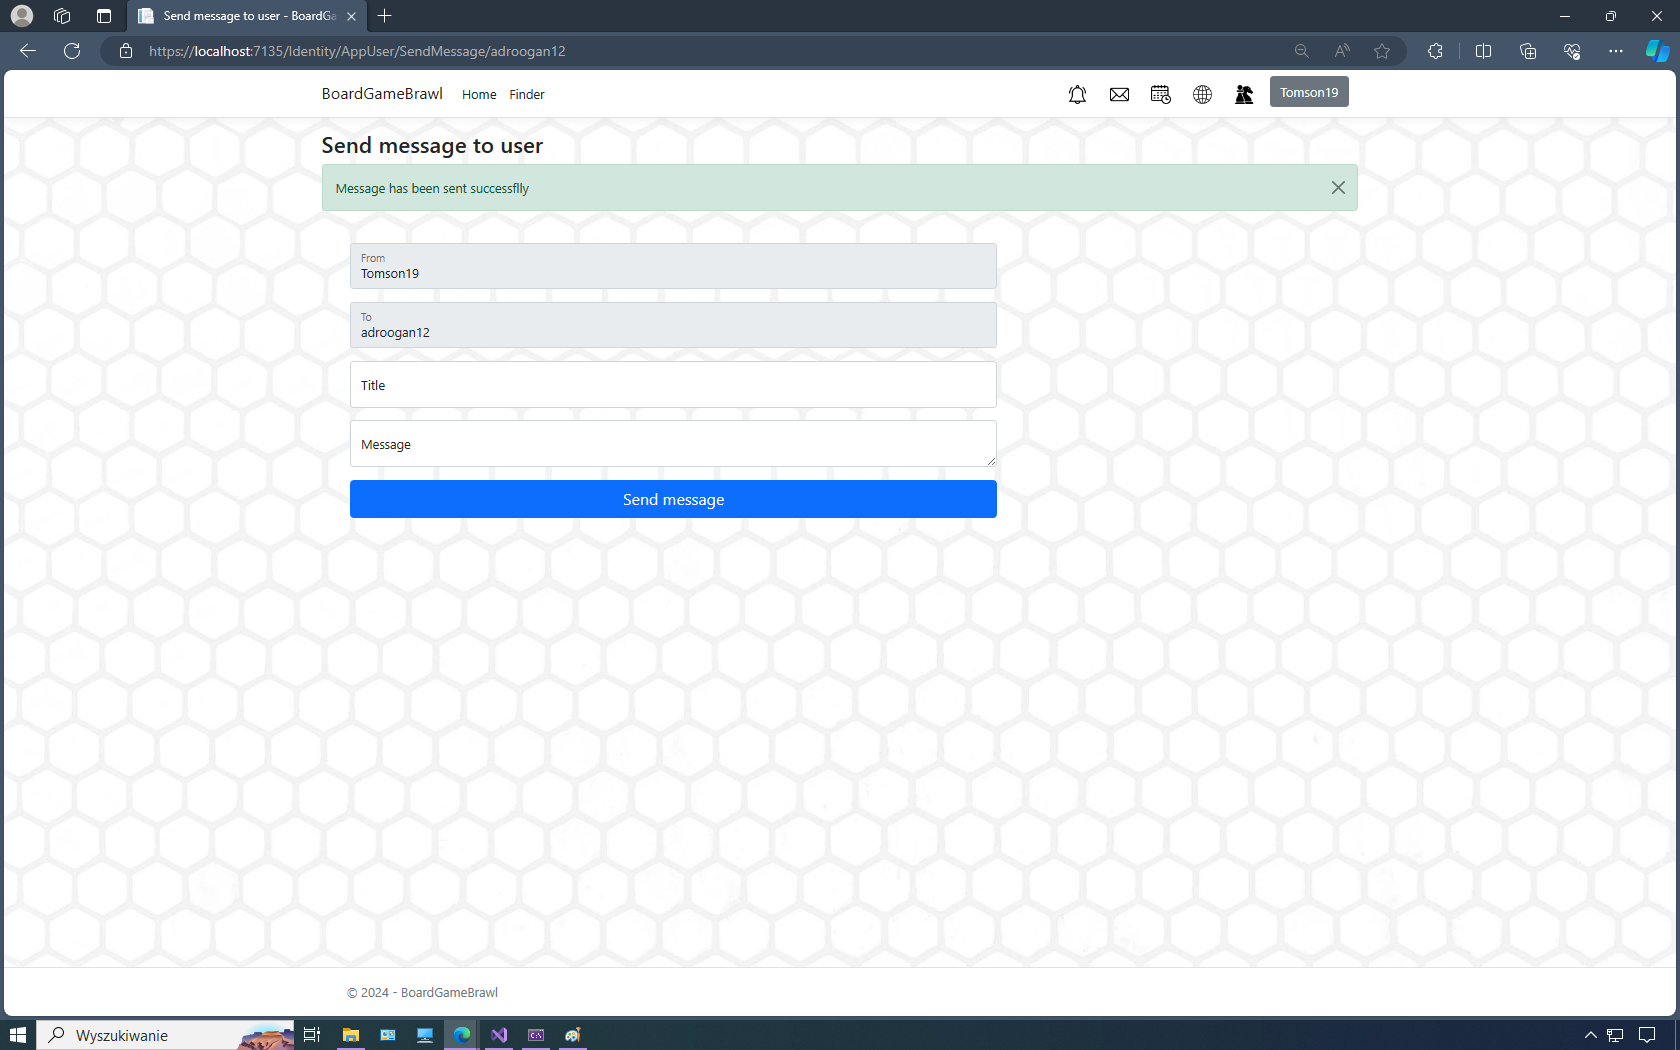 Send message to user - BoardGa
https://localhost:7135/Identity/AppUser/SendMessage/adroogan12
BoardGameBrawl Home Finder Tomson19
Send message to user
Message has been sent successflly
From
Tomson19
To
adroogan12
Title
Message
Send message
© 2024 - BoardGameBrawl
Wyszukiwanie